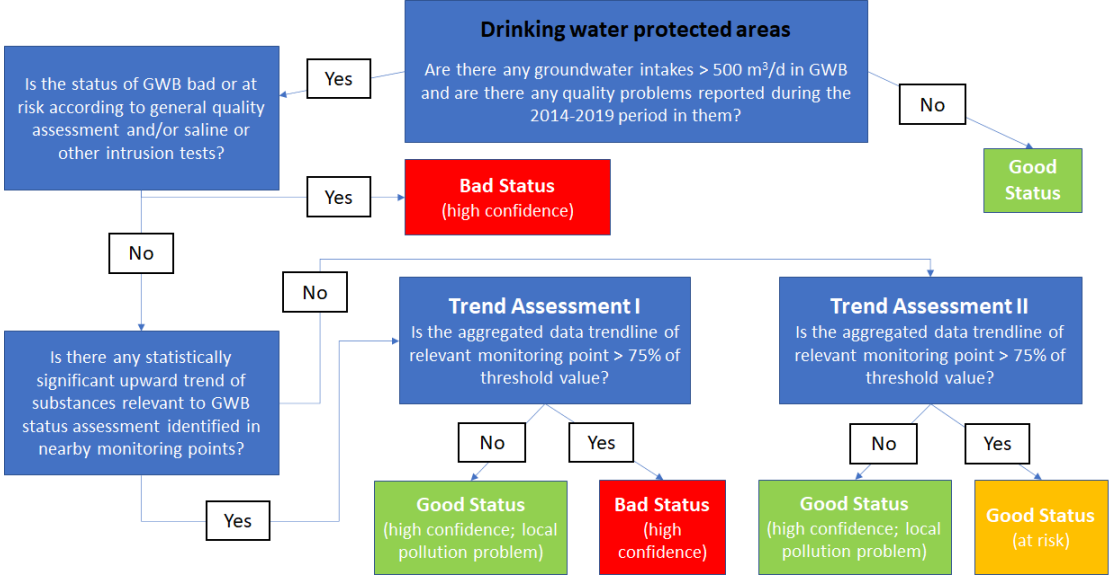 Drinking water protected areas
Are there any groundwater intakes > 500 m³/d in GWB
and are there any quality problems reported during the
2014-2019 period in them?
Yes
No
Good
Status
Is the status of GWB bad or at
risk according to general quality
assessment and/or saline or
other intrusion tests?
Yes
Bad Status
(high confidence)
No
Is there any statistically
significant upward trend of
substances relevant to GWB
status assessment identified in
nearby monitoring points?
No
Yes
Trend Assessment I
Is the aggregated data trendline of
relevant monitoring point > 75% of
threshold value?
No
Yes
Good Status
(high confidence; local
pollution problem)
Bad Status
(high
confidence)
Trend Assessment II
Is the aggregated data trendline of
relevant monitoring point > 75% of
threshold value?
No
Yes
Good Status
(high confidence; local
pollution problem)
Good Status
(at risk)